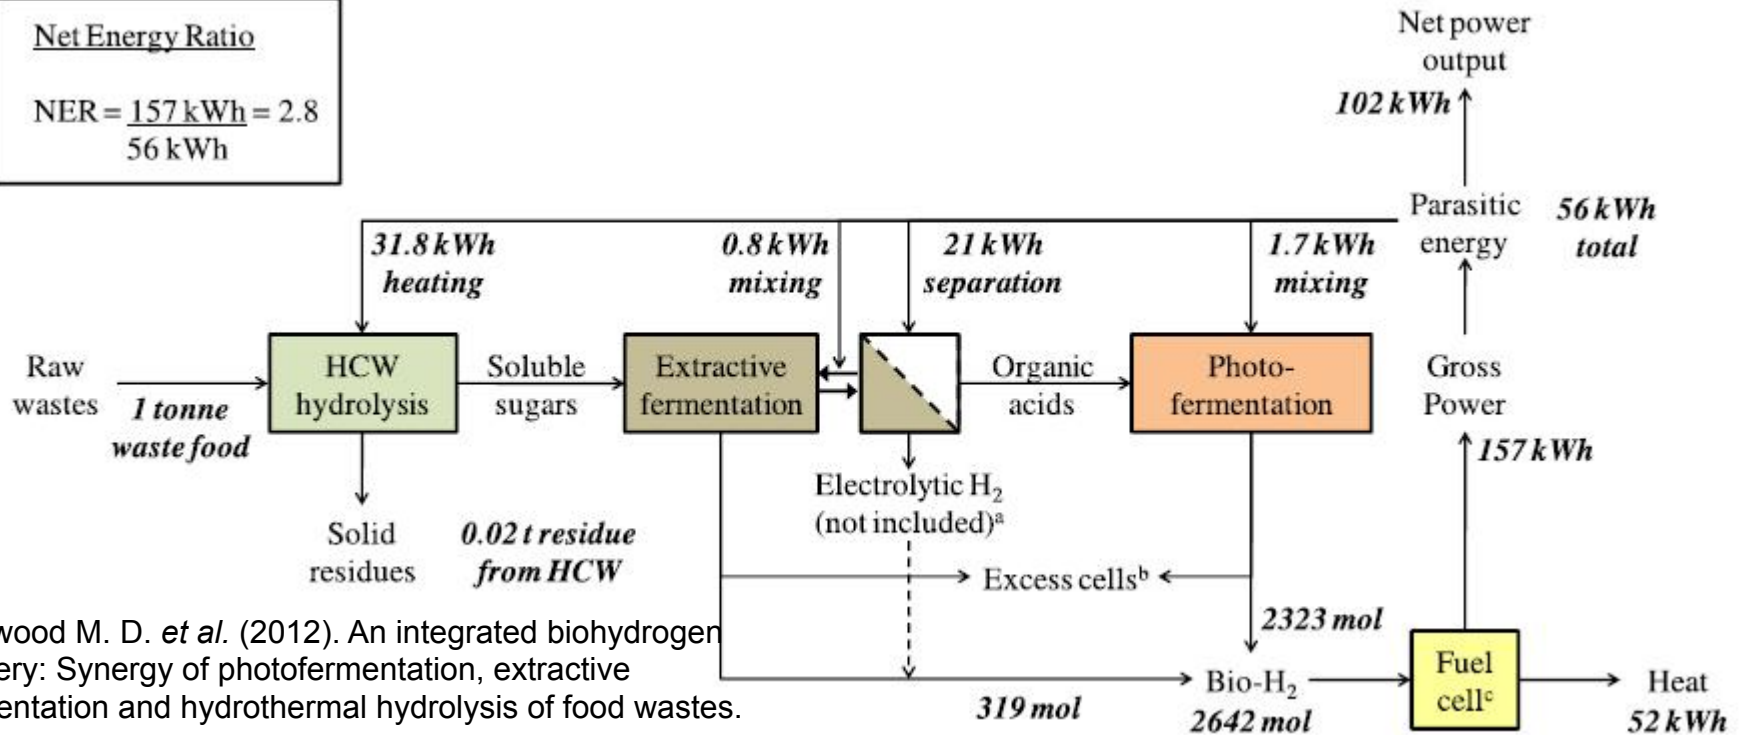 Net Energy Ratio
NER = 157 kWh = 2.8
56 kWh
Net power
output
102 kWh
Parasitic
energy
56 kWh
total
31.8 kWh
heating
0.8 kWh
mixing
21 kWh
separation
1.7 kWh
mixing
Raw
wastes
1 tonne
waste food
HCW
hydrolysis
Soluble
sugars
Extractive
fermentation
Organic
acids
Photo-
fermentation
Gross
Power
157 kWh
Solid
residues
0.02 t residue
from HCW
Electrolytic H₂
(not included)ᵃ
Excess cellsᵇ
2323 mol
319 mol
Bio-H₂
2642 mol
Fuel
cellᶜ
Heat
52 kWh
wood M. D. et al. (2012). An integrated biohydrogen
ery: Synergy of photofermentation, extractive
entation and hydrothermal hydrolysis of food wastes.